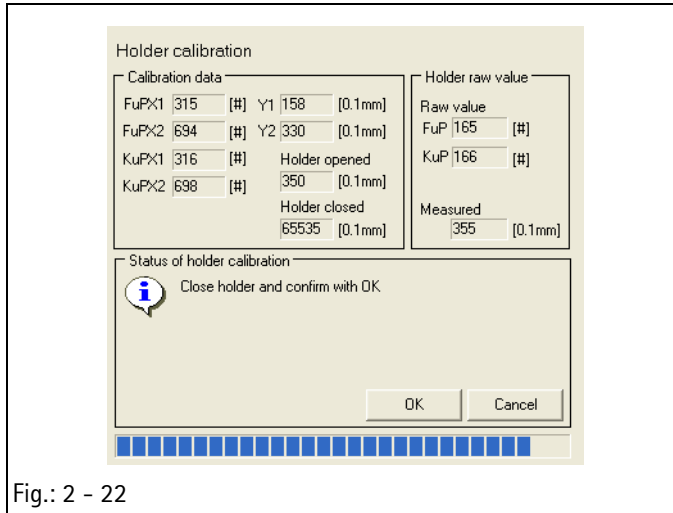 Holder calibration
Calibration data
FuPX1 315 [#] Y1 158 [0.1mm]
FuPX2 694 [#] Y2 330 [0.1mm]
KuPX1 316 [#] Holder opened
KuPX2 698 [#] 350 [0.1mm]
Holder closed
65535 [0.1mm]
Holder raw value
Raw value
FuP 165 [#]
KuP 166 [#]
Measured
355 [0.1mm]
Status of holder calibration
Close holder and confirm with OK
OK Cancel
Fig.: 2 - 22